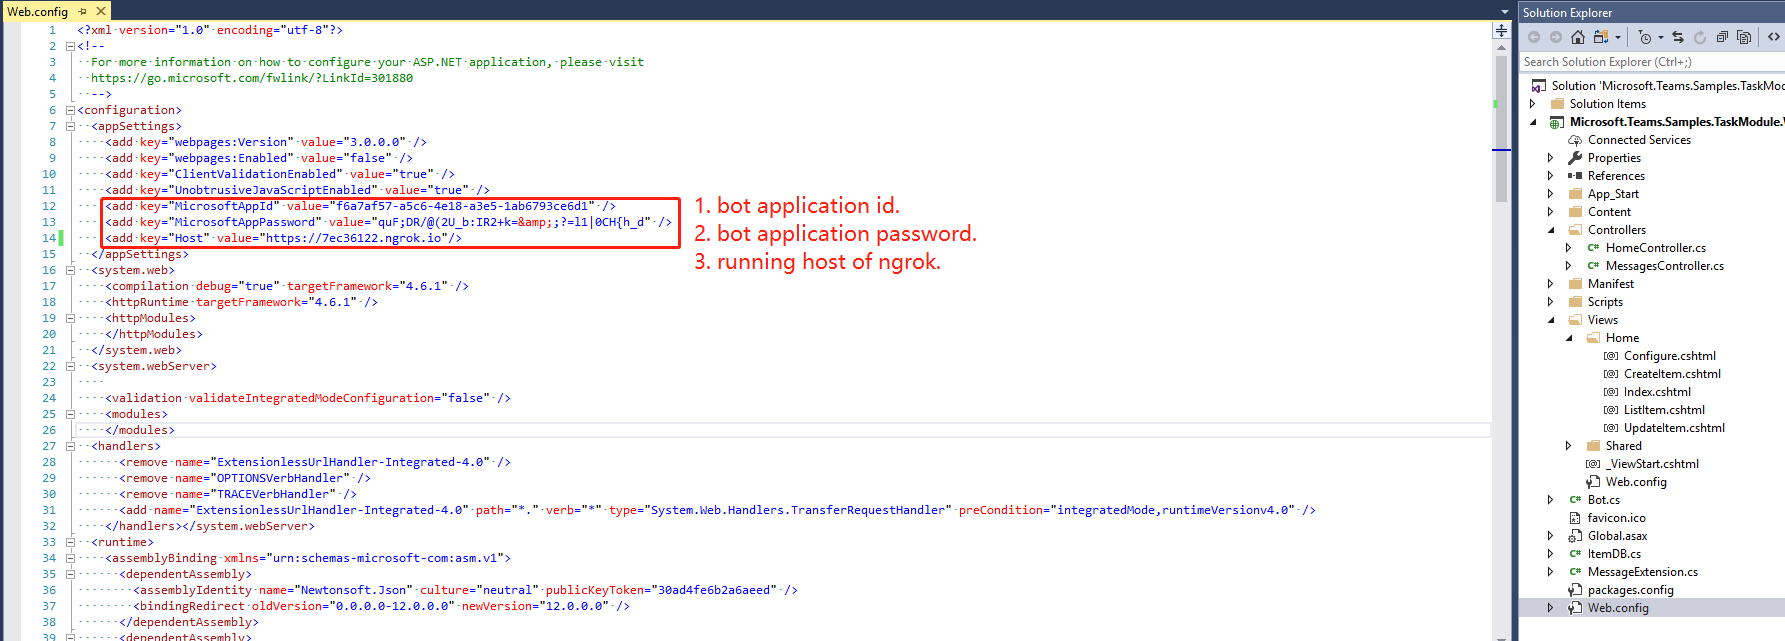 Web.config
1 <?xml version="1.0" encoding="utf-8"?>
2 <!--
3 For more information on how to configure your ASP.NET application, please visit
4 https://go.microsoft.com/fwlink/?LinkId=301880
5 -->
6 <configuration>
7 <appSettings>
8 <add key="webpages:Version" value="3.0.0.0" />
9 <add key="webpages:Enabled" value="false" />
10 <add key="ClientValidationEnabled" value="true" />
11 <add key="UnobtrusiveJavaScriptEnabled" value="true" />
12 <add key="MicrosoftAppId" value="f6a7af57-a5c6-4e18-a3e5-1ab6793ce6d1" />
13 <add key="MicrosoftAppPassword" value="quF;DR/@(2U_b:IR2+k=&amp;;?=l1|0CH{h_d" />
14 <add key="Host" value="https://7ec36122.ngrok.io"/>
15 </appSettings>
16 <system.web>
17 <compilation debug="true" targetFramework="4.6.1" />
18 <httpRuntime targetFramework="4.6.1" />
19 <httpModules>
20 </httpModules>
21 </system.web>
22 <system.webServer>
23
24 <validation validateIntegratedModeConfiguration="false" />
25 <modules>
26 </modules>
27 <handlers>
28 <remove name="ExtensionlessUrlHandler-Integrated-4.0" />
29 <remove name="OPTIONSVerbHandler" />
30 <remove name="TRACEVerbHandler" />
31 <add name="ExtensionlessUrlHandler-Integrated-4.0" path="*." verb="*" type="System.Web.Handlers.TransferRequestHandler" preCondition="integratedMode,runtimeVersionv4.0" />
32 </handlers></system.webServer>
33 <runtime>
34 <assemblyBinding xmlns="urn:schemas-microsoft-com:asm.v1">
35 <dependentAssembly>
36 <assemblyIdentity name="Newtonsoft.Json" culture="neutral" publicKeyToken="30ad4fe6b2a6aeed" />
37 <bindingRedirect oldVersion="0.0.0.0-12.0.0.0" newVersion="12.0.0.0" />
38 </dependentAssembly>
39 <dependentAssembly>
1. bot application id.
2. bot application password.
3. running host of ngrok.
Solution Explorer
Search Solution Explorer (Ctrl+;)
Solution 'Microsoft.Teams.Samples.TaskMod
Solution Items
Microsoft.Teams.Samples.TaskModule.
Connected Services
Properties
References
App_Start
Content
Controllers
C# HomeController.cs
C# MessagesController.cs
Manifest
Scripts
Views
Home
[@] Configure.cshtml
[@] CreateItem.cshtml
[@] Index.cshtml
[@] ListItem.cshtml
[@] UpdateItem.cshtml
Shared
[@] _ViewStart.cshtml
Web.config
C# Bot.cs
favicon.ico
Global.asax
C# ItemDB.cs
C# MessageExtension.cs
packages.config
Web.config